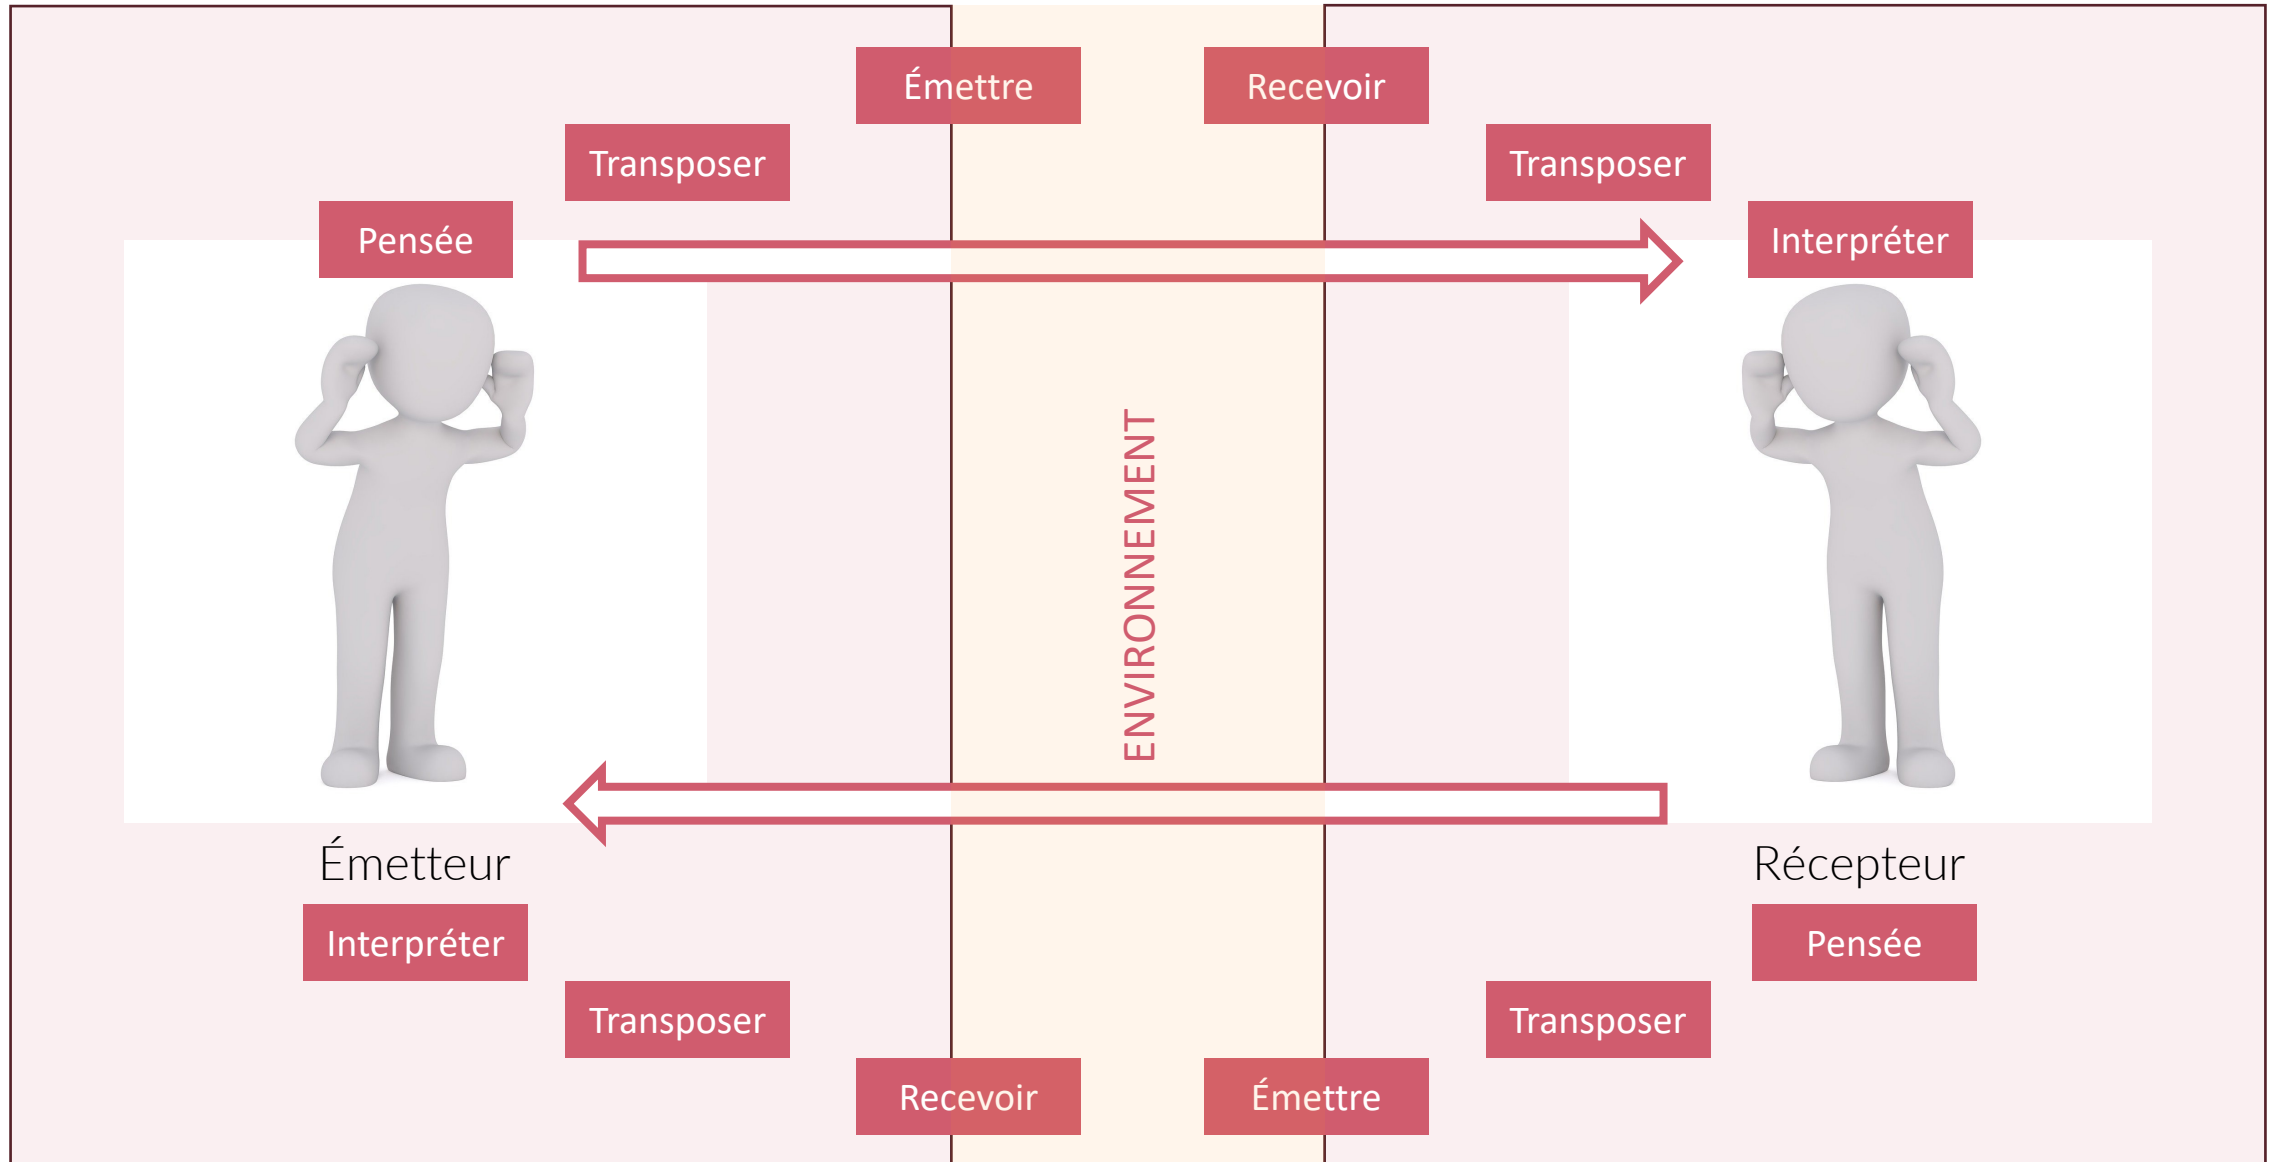 Émettre
Recevoir
Transposer
Transposer
Pensée
Interpréter
ENVIRONNEMENT
Émetteur
Récepteur
Interpréter
Pensée
Transposer
Transposer
Recevoir
Émettre